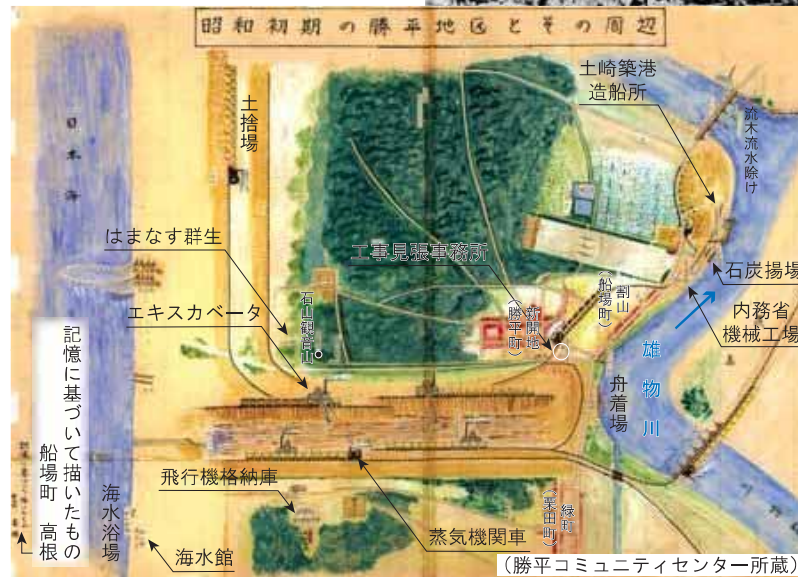 昭和初期の勝平地区とその周辺
土崎築港
造船所
流木流水除け
日本海
土捨場
はまなす群生
工事見張事務所
エキスカベータ
石山観音山
新開地
(勝平町)
割山
(船場町)
石炭揚場
内務省
機械工場
雄物川
舟着場
記憶に基づいて描いたもの
船場町 高根
海水浴場
海水館
飛行機格納庫
蒸気機関車
緑町
(栗田町)
(勝平コミュニティセンター所蔵)